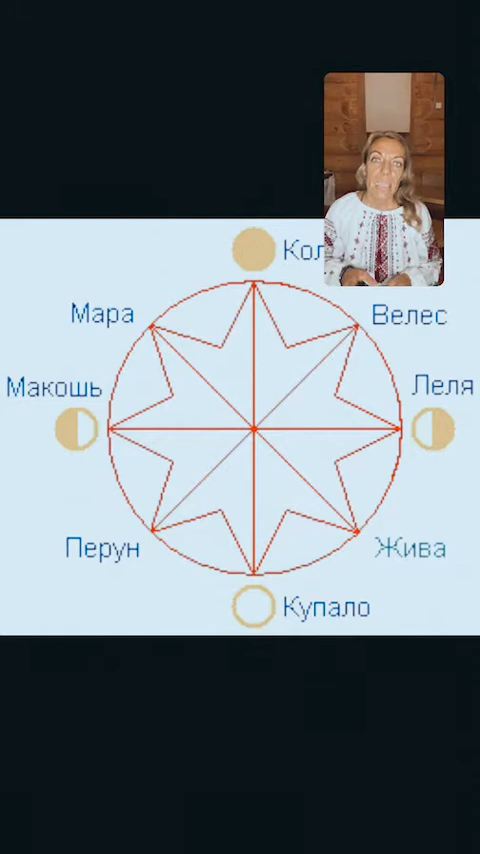 Мара
Велес
Макошь
Леля
Перун
Жива
Купало